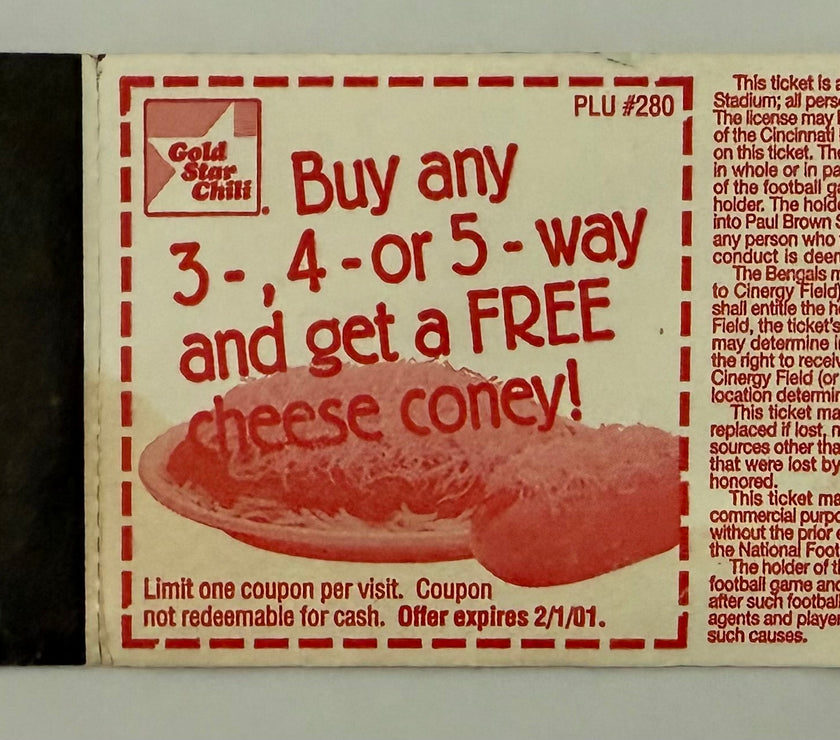 PLU #280
Gold
Star
Chili
Buy any
3-, 4-or 5-way
and get a FREE
cheese coney!
Limit one coupon per visit. Coupon
not redeemable for cash. Offer expires 2/1/01.
This ticket is a
Stadium; all pers
The license may
of the Cincinnati
on this ticket. The
in whole or in pa
of the football ga
holder. The hold
into Paul Brown S
any person who
conduct is deen
The Bengals
to Cinergy Field)
shall entitle the h
Field, the ticket's
may determine i
the right to recei
Cinergy Field (or
location determin
This ticket ma
replaced if lost,
sources other tha
that were lost by
honored.
This ticket ma
commercial purpo
without the prior
the National Foot
The holder of t
football game and
after such football
agents and player
such causes.